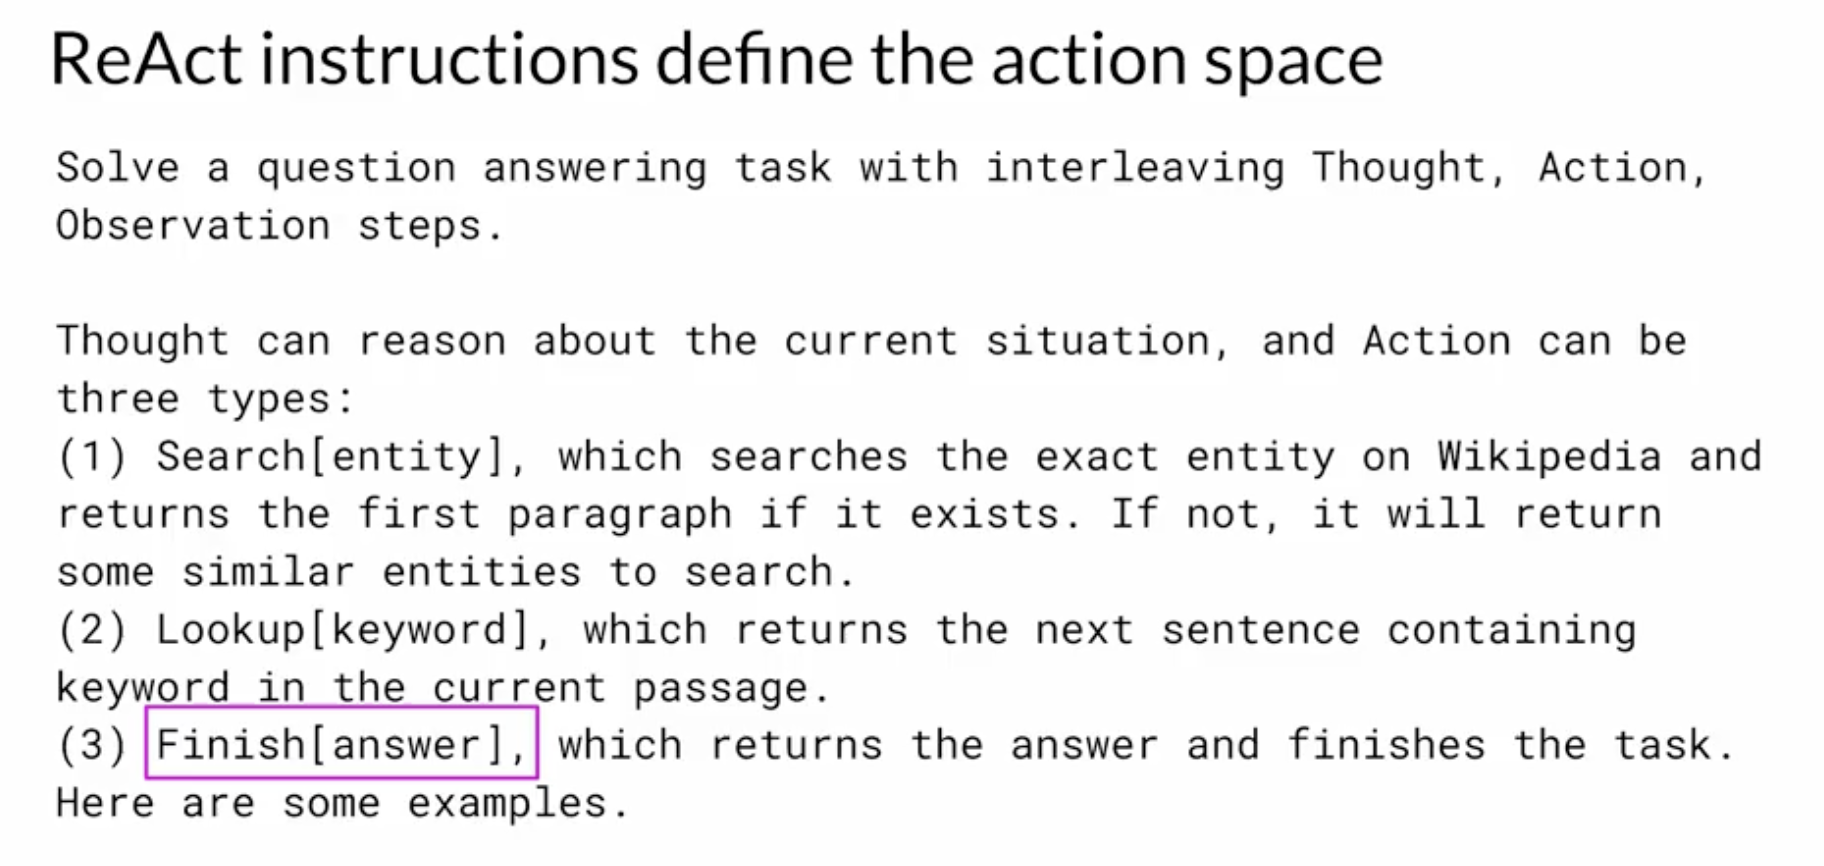 ReAct instructions define the action space
Solve a question answering task with interleaving Thought, Action,
Observation steps.
Thought can reason about the current situation, and Action can be
three types:
(1) Search[entity], which searches the exact entity on Wikipedia and
returns the first paragraph if it exists. If not, it will return
some similar entities to search.
(2) Lookup[keyword], which returns the next sentence containing
keyword in the current passage.
(3) Finish[answer], which returns the answer and finishes the task.
Here are some examples.